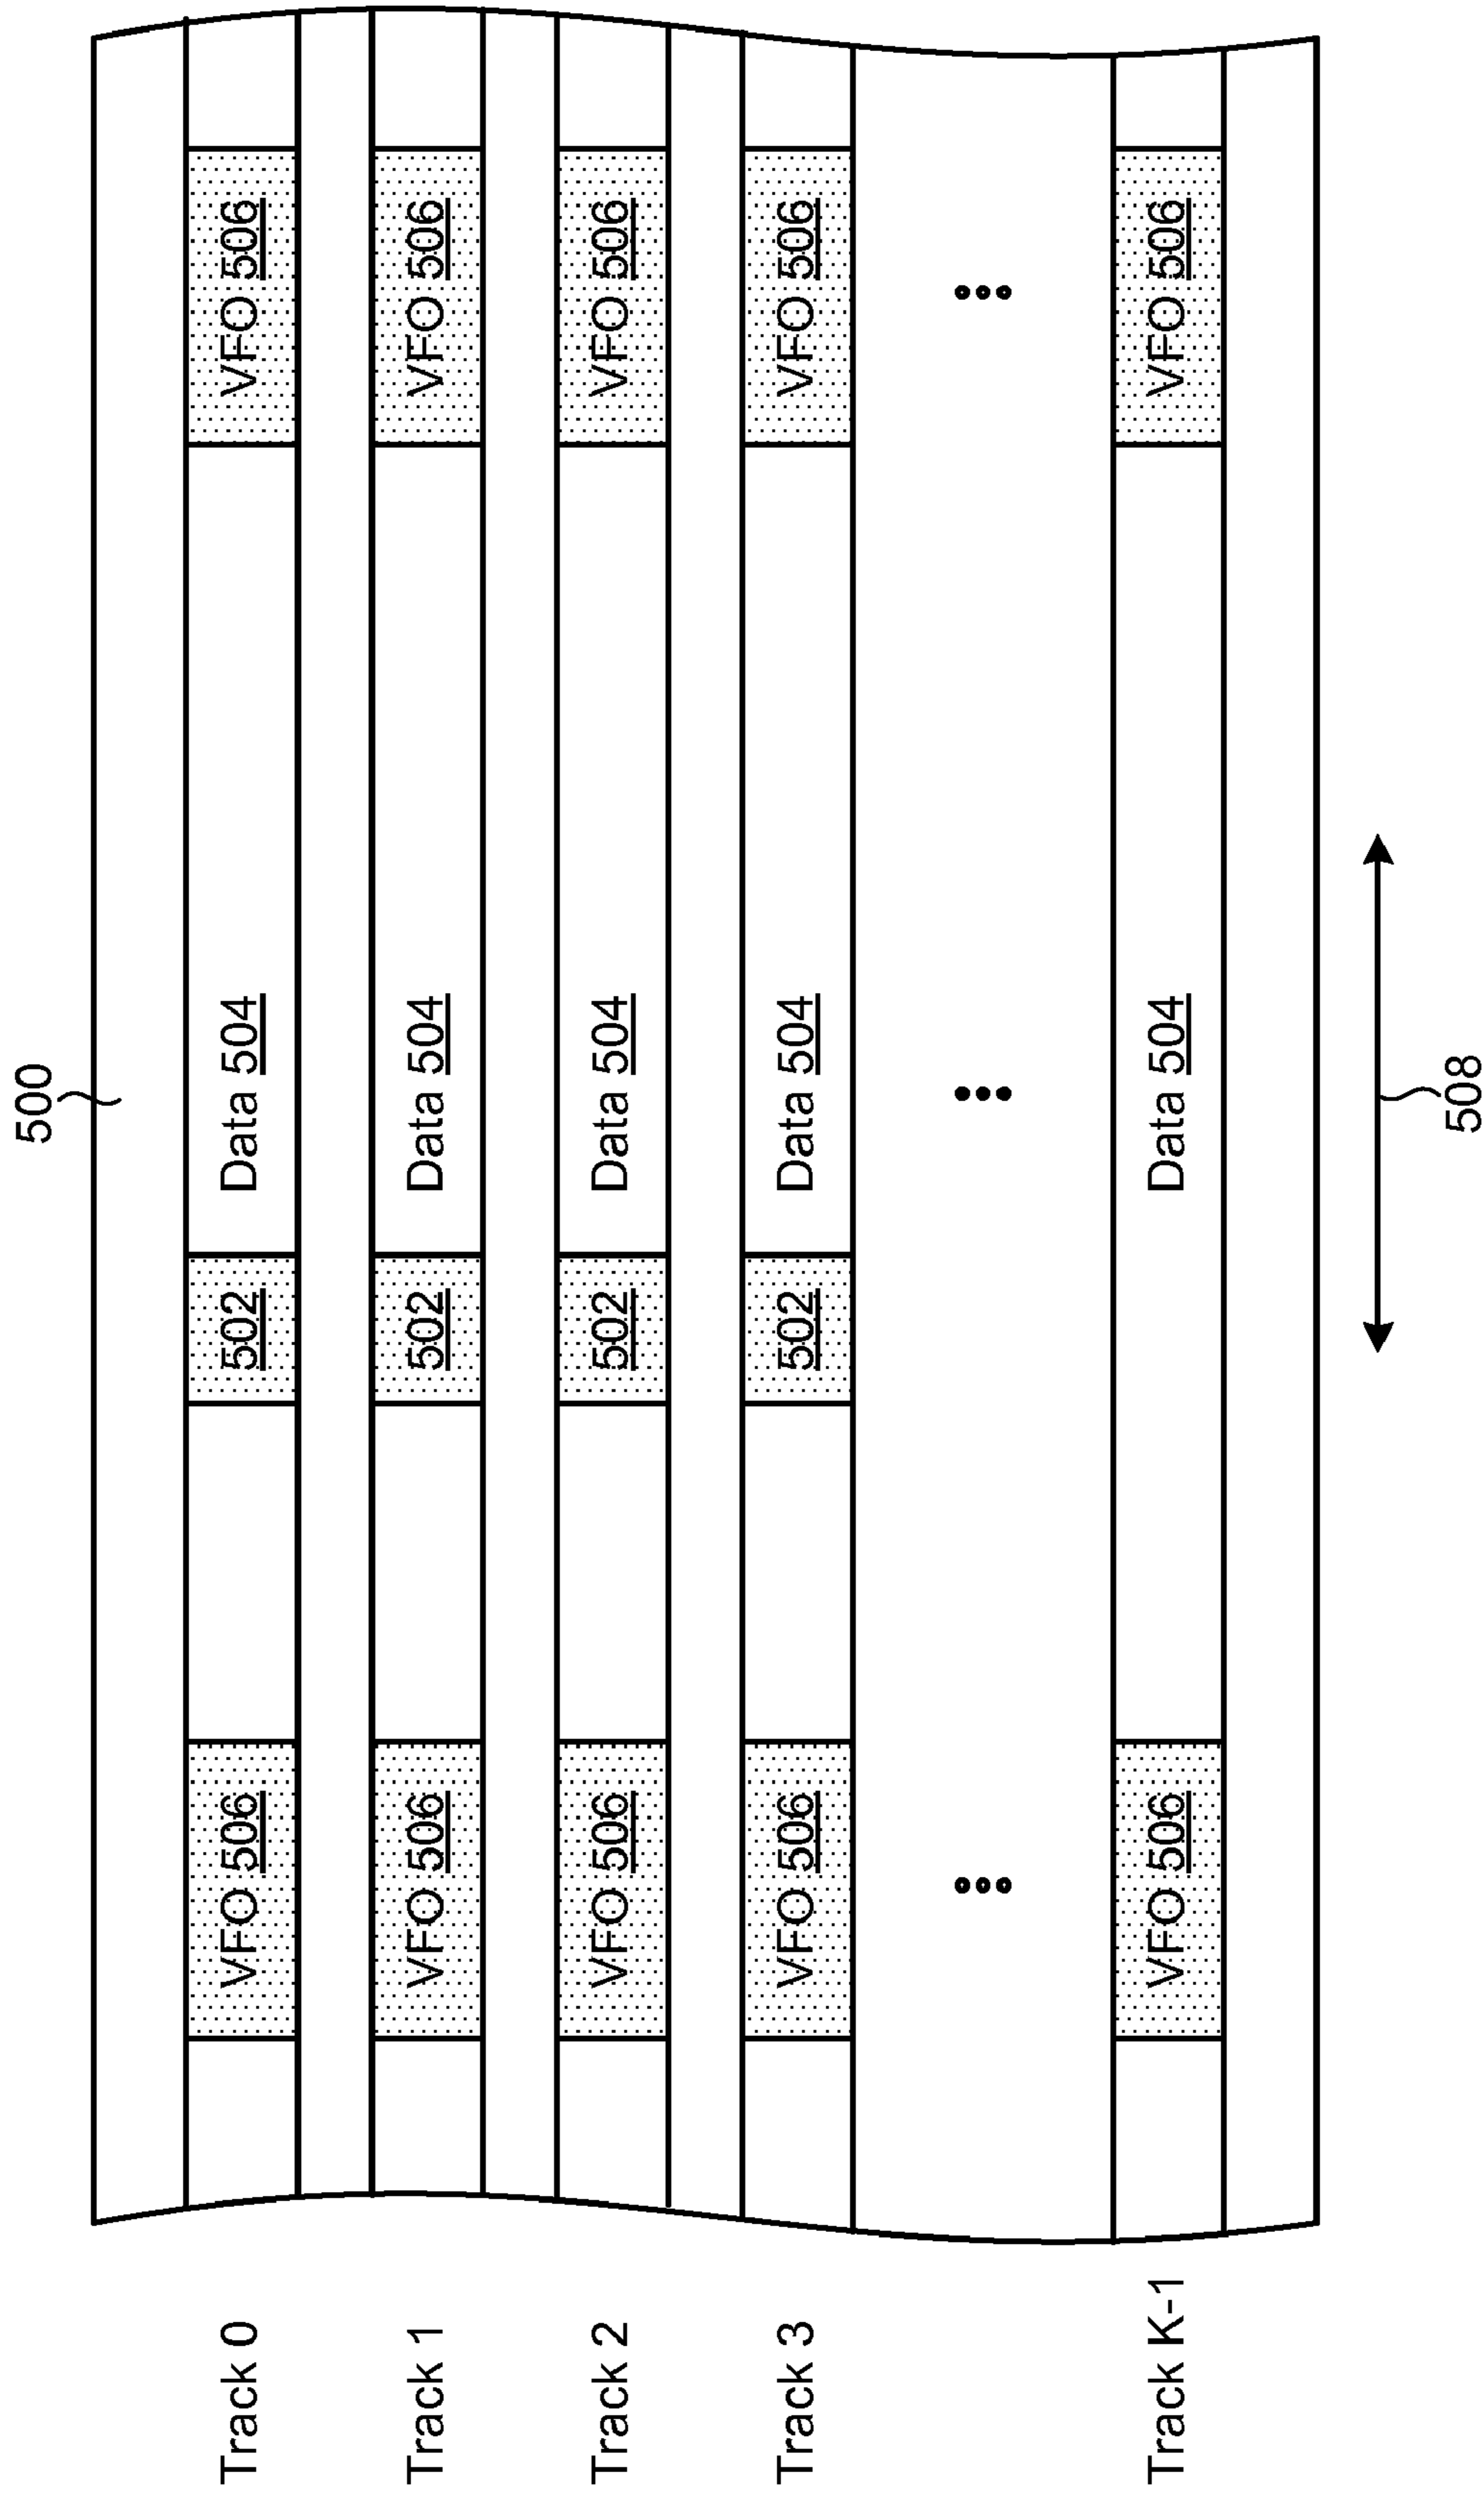 500
Track 0 VFO 506 502 Data 504 VFO 506
Track 1 VFO 506 502 Data 504 VFO 506
Track 2 VFO 506 502 Data 504 VFO 506
Track 3 VFO 506 502 Data 504 VFO 506
Track K-1 VFO 506 Data 504 VFO 506
508